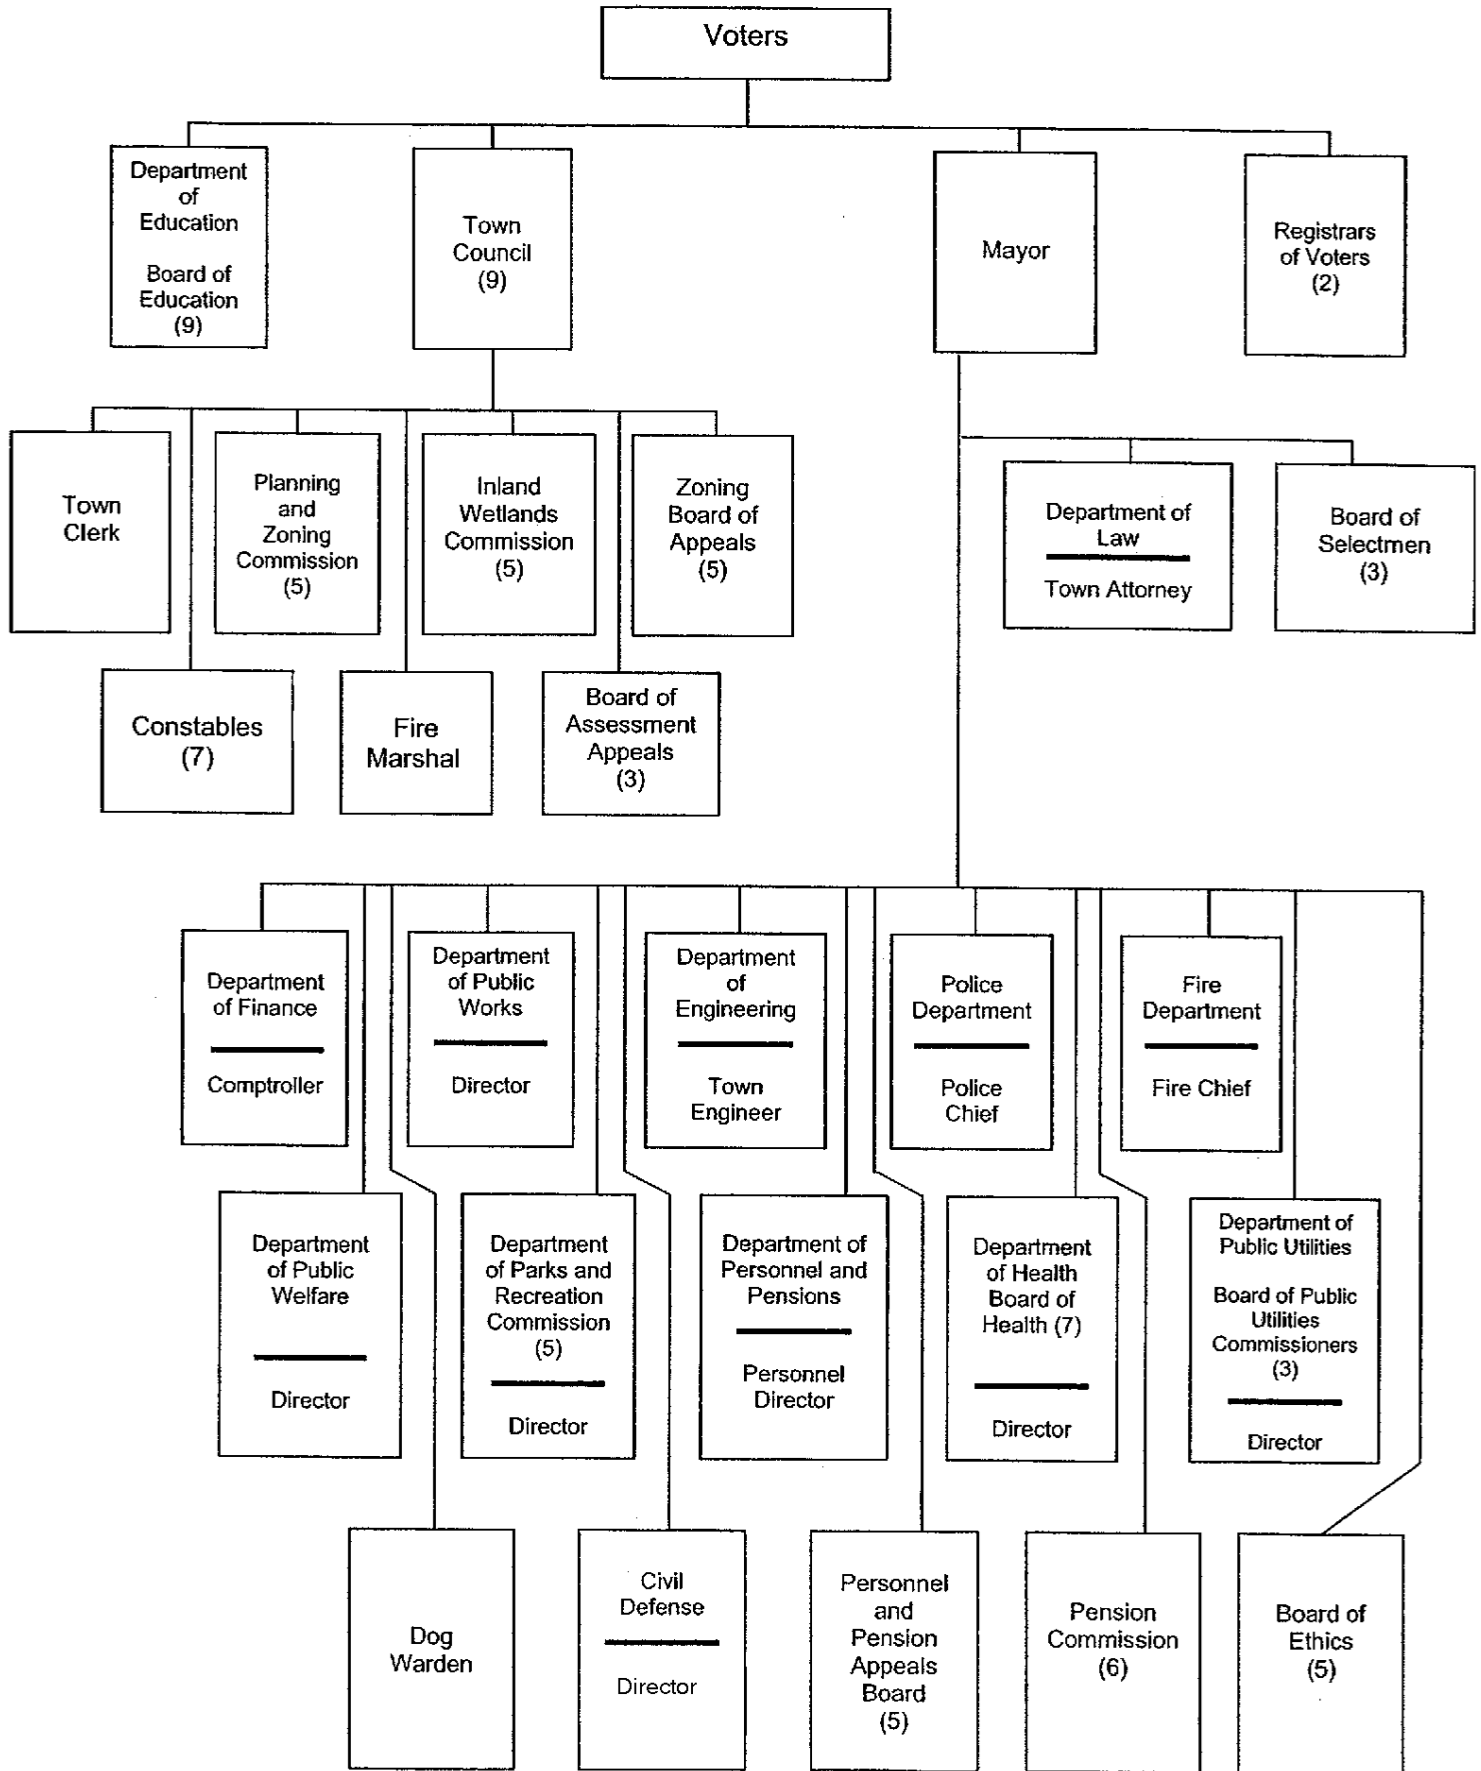 Voters
Department
of
Education
Board of
Education
(9)
Town
Council
(9)
Mayor
Registrars
of Voters
(2)
Town
Clerk
Planning
and
Zoning
Commission
(5)
Inland
Wetlands
Commission
(5)
Zoning
Board of
Appeals
(5)
Department of
Law
Town Attorney
Board of
Selectmen
(3)
Constables
(7)
Fire
Marshal
Board of
Assessment
Appeals
(3)
Department
of Finance
Comptroller
Department
of Public
Works
Director
Department
of
Engineering
Town
Engineer
Police
Department
Police
Chief
Fire
Department
Fire Chief
Department
of Public
Welfare
Director
Department
of Parks and
Recreation
Commission
(5)
Director
Department of
Personnel and
Pensions
Personnel
Director
Department
of Health
Board of
Health (7)
Director
Department of
Public Utilities
Board of Public
Utilities
Commissioners
(3)
Director
Dog
Warden
Civil
Defense
Director
Personnel
and
Pension
Appeals
Board
(5)
Pension
Commission
(6)
Board of
Ethics
(5)